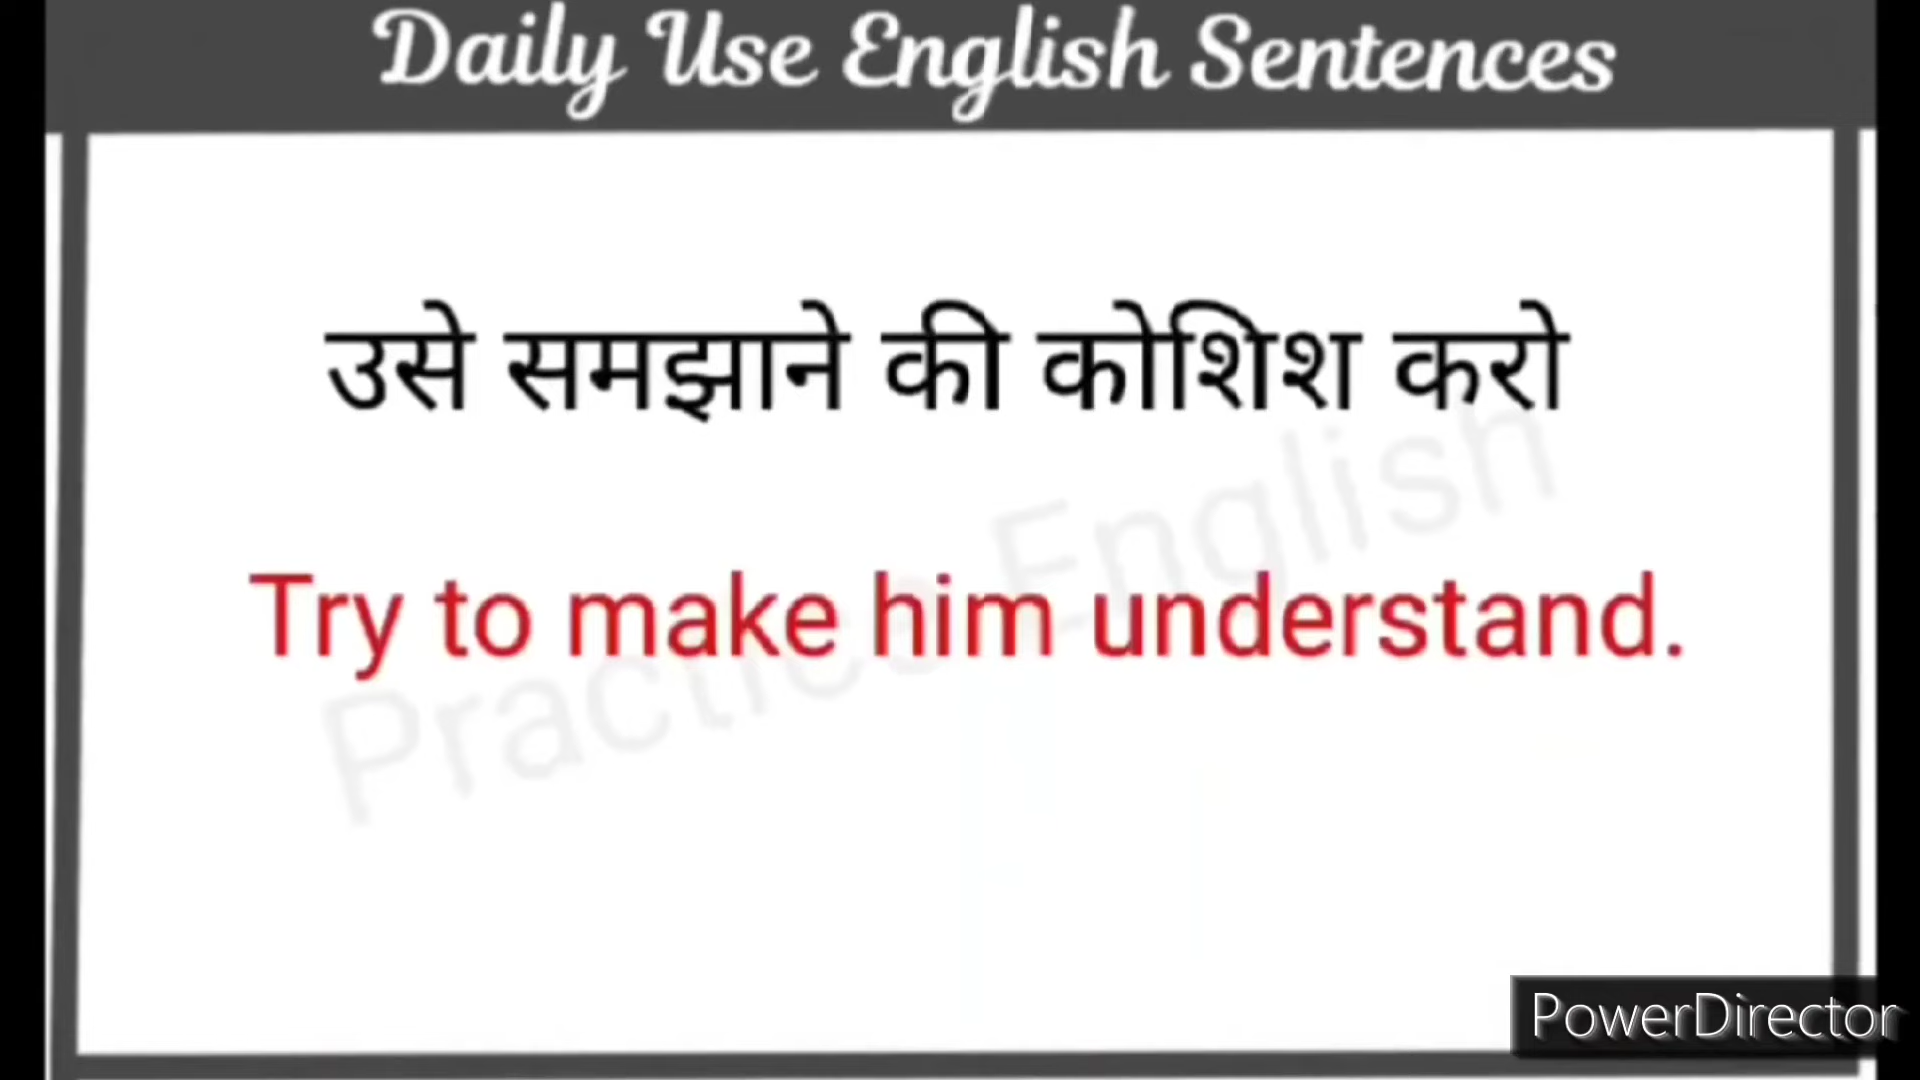 Daily Use English Sentences
उसे समझाने की कोशिश करो
Try to make him understand.
Practice English
PowerDirector